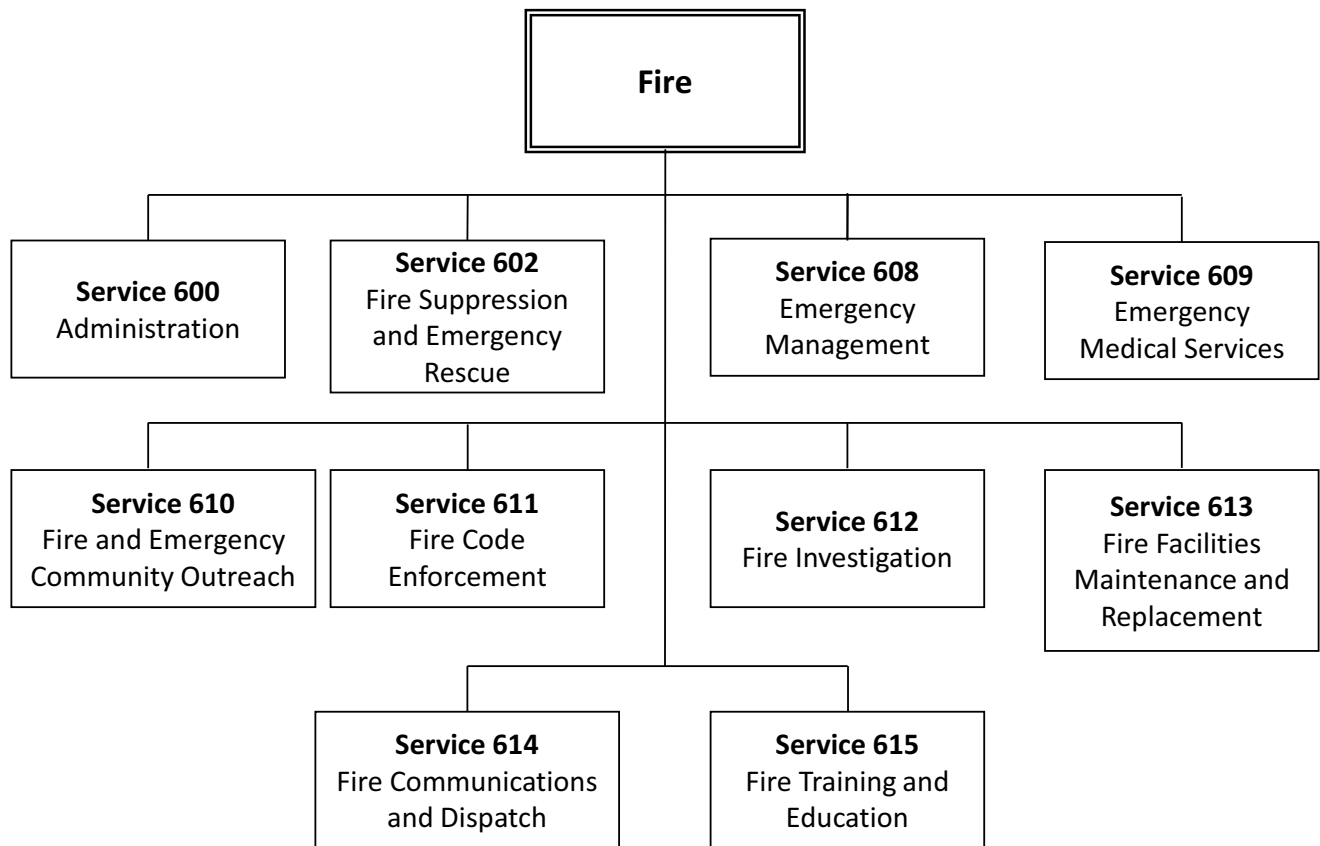 Fire
Service 600
Administration
Service 602
Fire Suppression
and Emergency
Rescue
Service 608
Emergency
Management
Service 609
Emergency
Medical Services
Service 610
Fire and Emergency
Community Outreach
Service 611
Fire Code
Enforcement
Service 612
Fire Investigation
Service 613
Fire Facilities
Maintenance and
Replacement
Service 614
Fire Communications
and Dispatch
Service 615
Fire Training and
Education